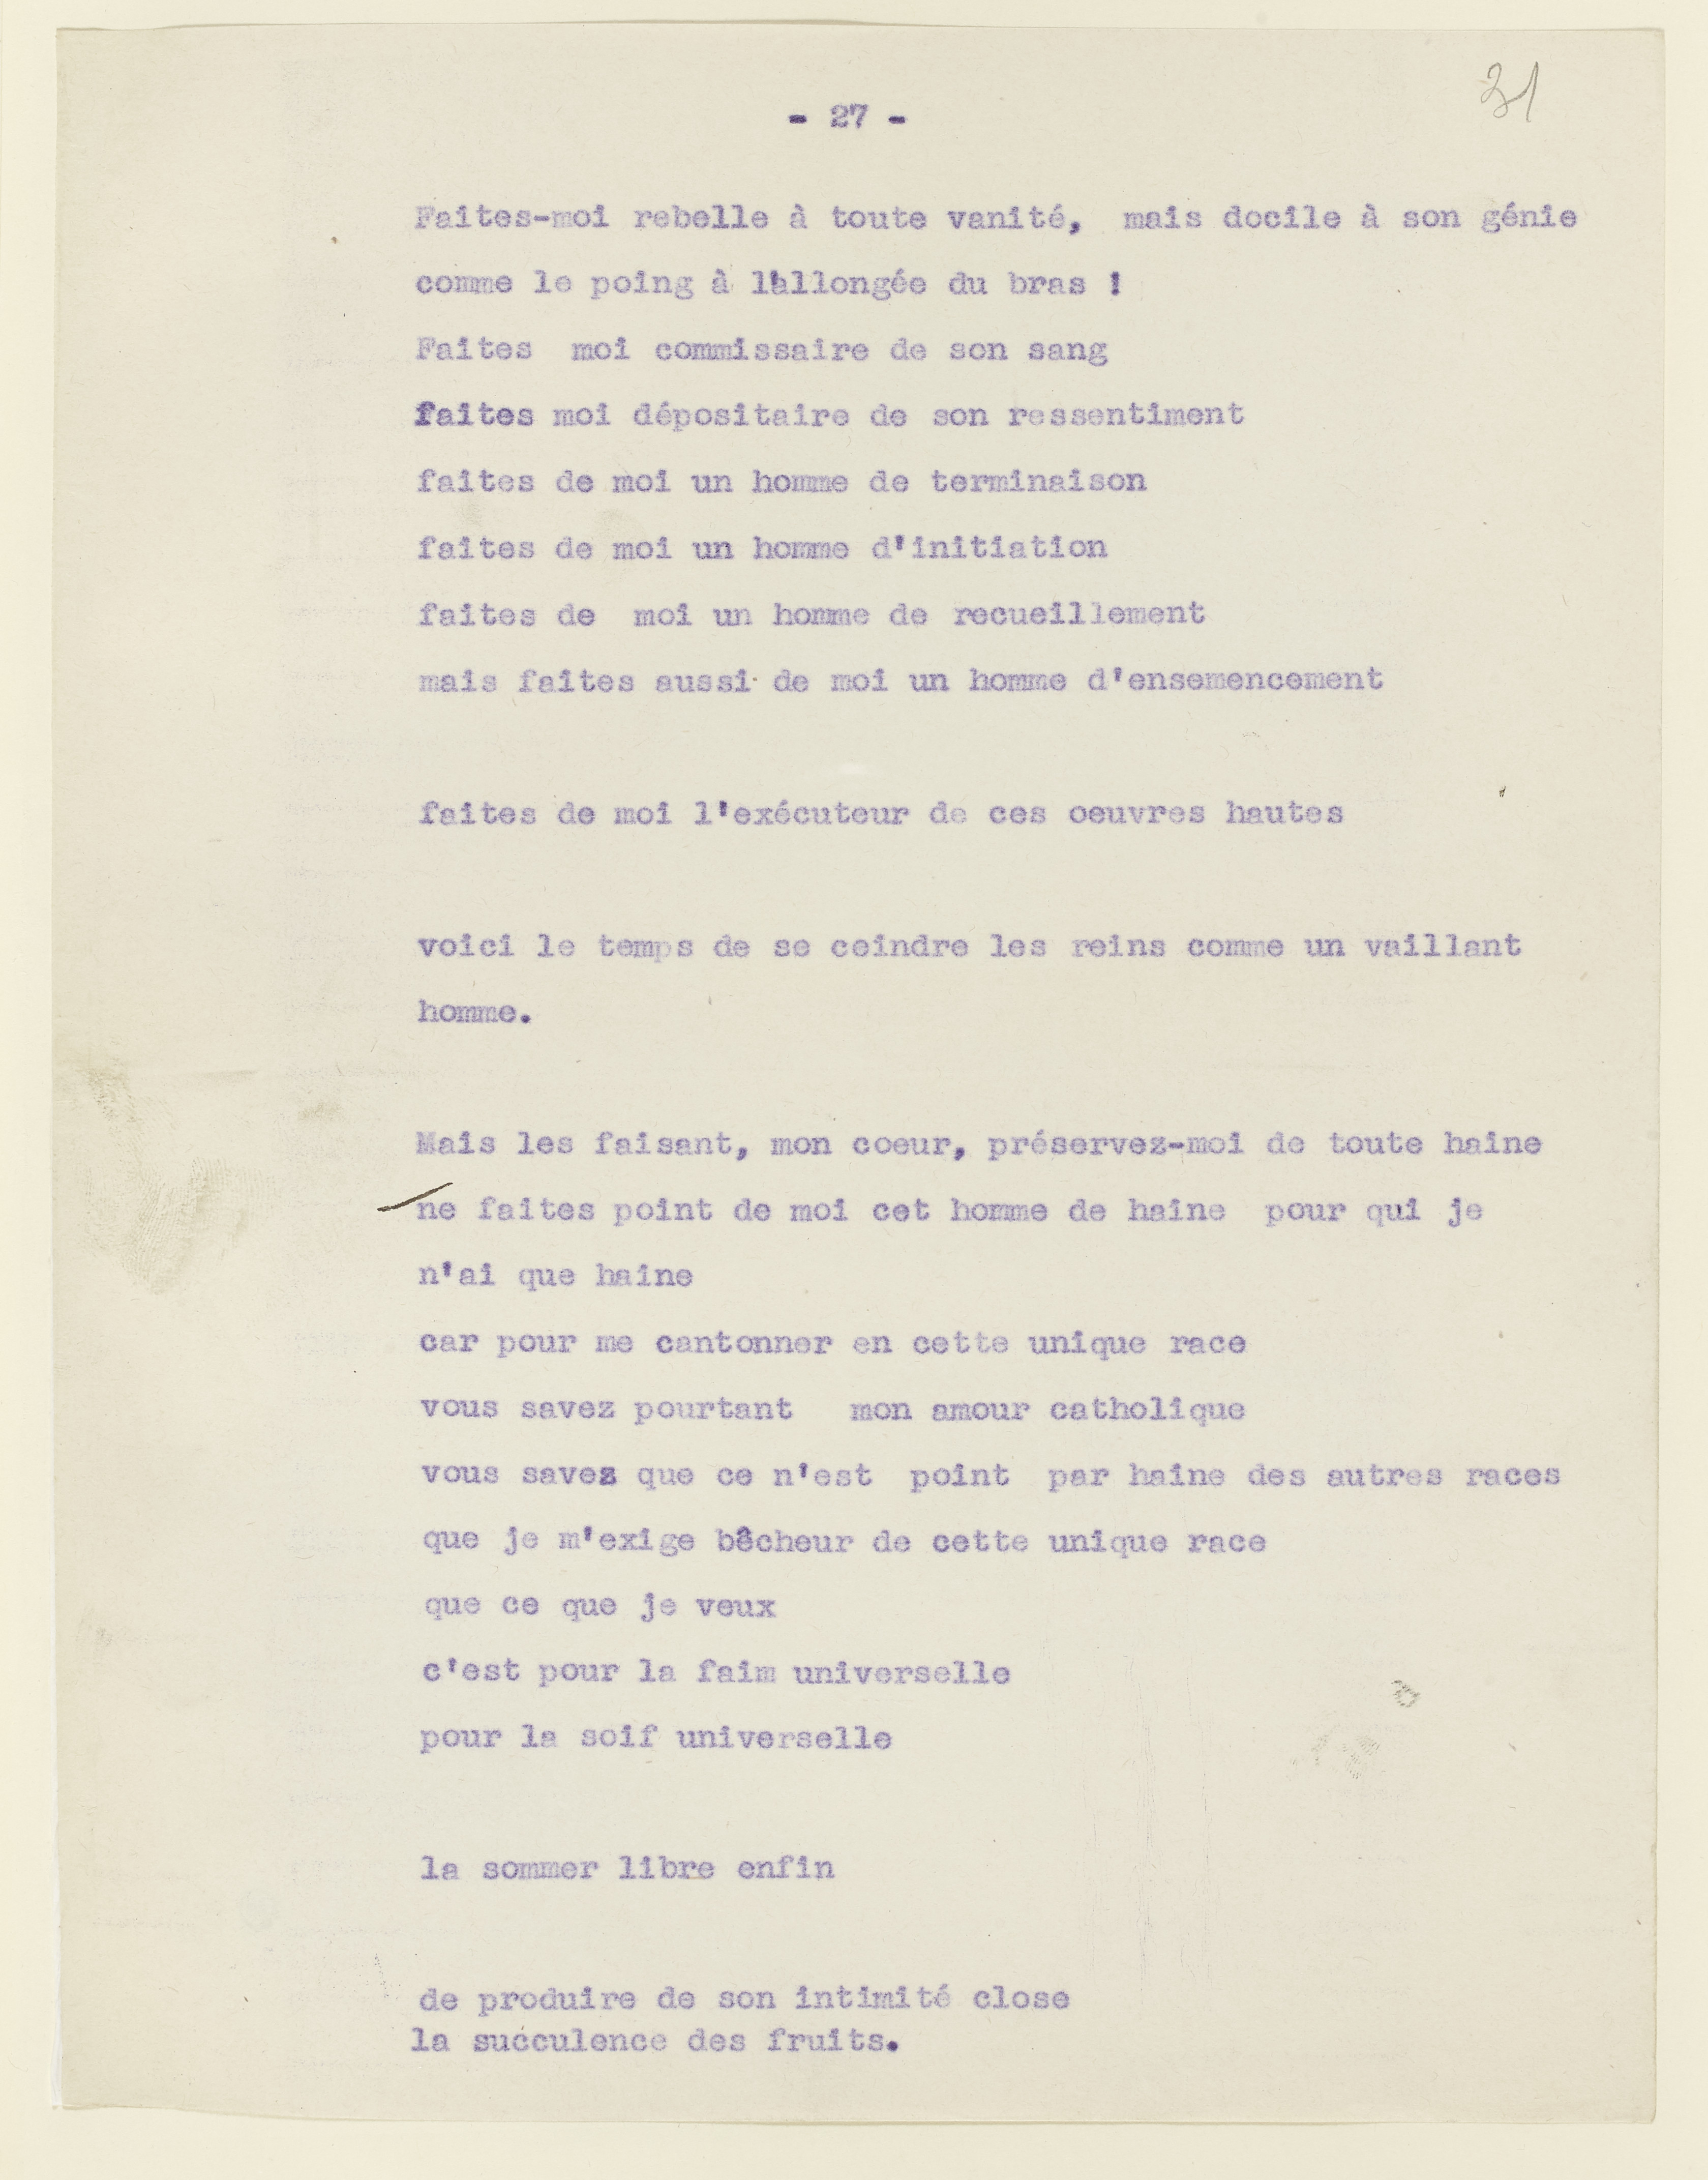 31
- 27 -
Faites-moi rebelle à toute vanité, mais docile à son génie
comme le poing à l'allongée du bras !
Faites moi commissaire de son sang
faites moi dépositaire de son ressentiment
faites de moi un homme de terminaison
faites de moi un homme d'initiation
faites de moi un homme de recueillement
mais faites aussi de moi un homme d'ensemencement
faites de moi l'exécuteur de ces oeuvres hautes
voici le temps de se ceindre les reins comme un vaillant
homme.
Mais les faisant, mon coeur, préservez-moi de toute haine
ne faites point de moi cet homme de haine pour qui je
n'ai que haine
car pour me cantonner en cette unique race
vous savez pourtant mon amour catholique
vous savez que ce n'est point par haine des autres races
que je m'exige bêcheur de cette unique race
que ce que je veux
c'est pour la faim universelle
pour la soif universelle
la sommer libre enfin
de produire de son intimité close
la succulence des fruits.